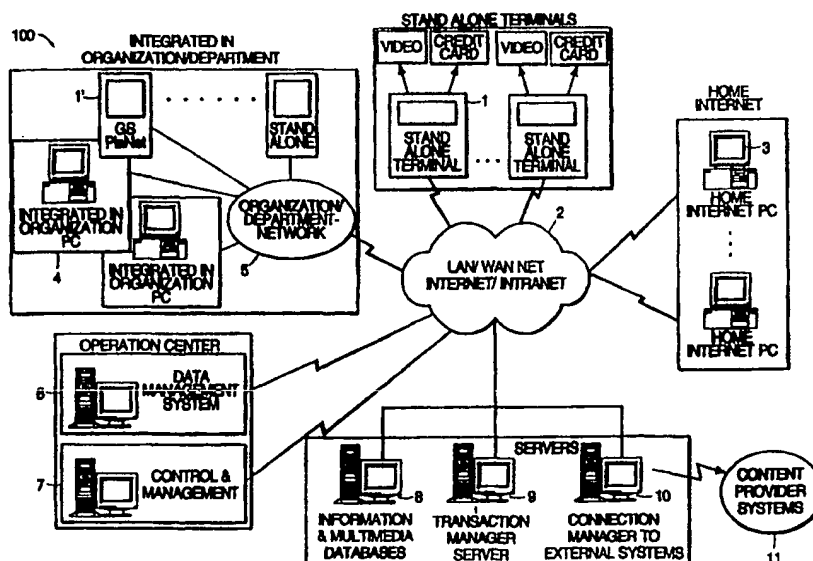 100
INTEGRATED IN
ORGANIZATION/DEPARTMENT
1'
GS
PlaNet
STAND
ALONE
INTEGRATED IN
ORGANIZATION
PC
4
INTEGRATED IN
ORGANIZATION
PC
ORGANIZATION/
DEPARTMENT-
NETWORK
5
STAND ALONE TERMINALS
VIDEO
CREDIT
CARD
VIDEO
CREDIT
CARD
1
STAND
ALONE
TERMINAL
STAND
ALONE
TERMINAL
HOME
INTERNET
3
HOME
INTERNET PC
HOME
INTERNET PC
2
LAN/ WAN NET
INTERNET/ INTRANET
OPERATION CENTER
6
DATA
MANAGEMENT
SYSTEM
7
CONTROL &
MANAGEMENT
SERVERS
8
INFORMATION
& MULTIMEDIA
DATABASES
9
TRANSACTION
MANAGER
SERVER
10
CONNECTION
MANAGER TO
EXTERNAL SYSTEMS
CONTENT
PROVIDER
SYSTEMS
11